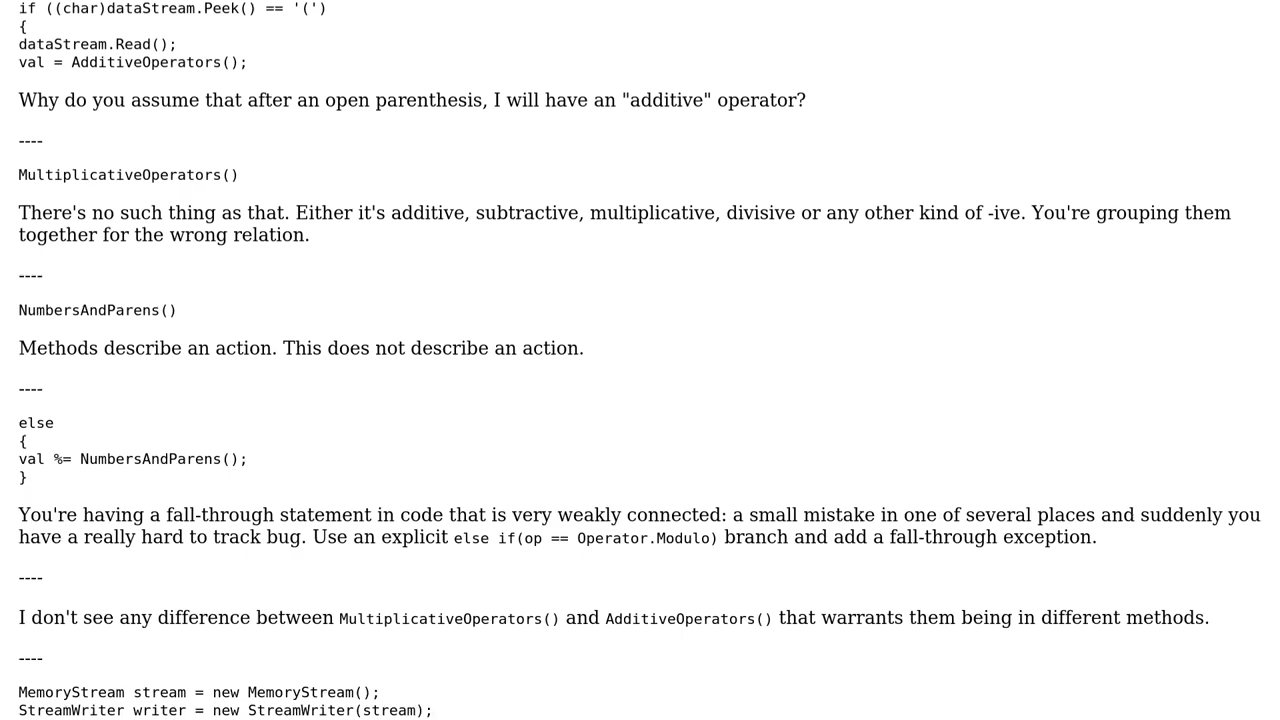 if ((char)dataStream.Peek() == '(')
{
dataStream.Read();
val = AdditiveOperators();
Why do you assume that after an open parenthesis, I will have an "additive" operator?
----
MultiplicativeOperators()
There's no such thing as that. Either it's additive, subtractive, multiplicative, divisive or any other kind of -ive. You're grouping them
together for the wrong relation.
----
NumbersAndParens()
Methods describe an action. This does not describe an action.
----
else
{
val %= NumbersAndParens();
}
You're having a fall-through statement in code that is very weakly connected: a small mistake in one of several places and suddenly you
have a really hard to track bug. Use an explicit else if(op == Operator.Modulo) branch and add a fall-through exception.
----
I don't see any difference between MultiplicativeOperators() and AdditiveOperators() that warrants them being in different methods.
----
MemoryStream stream = new MemoryStream();
StreamWriter writer = new StreamWriter(stream);